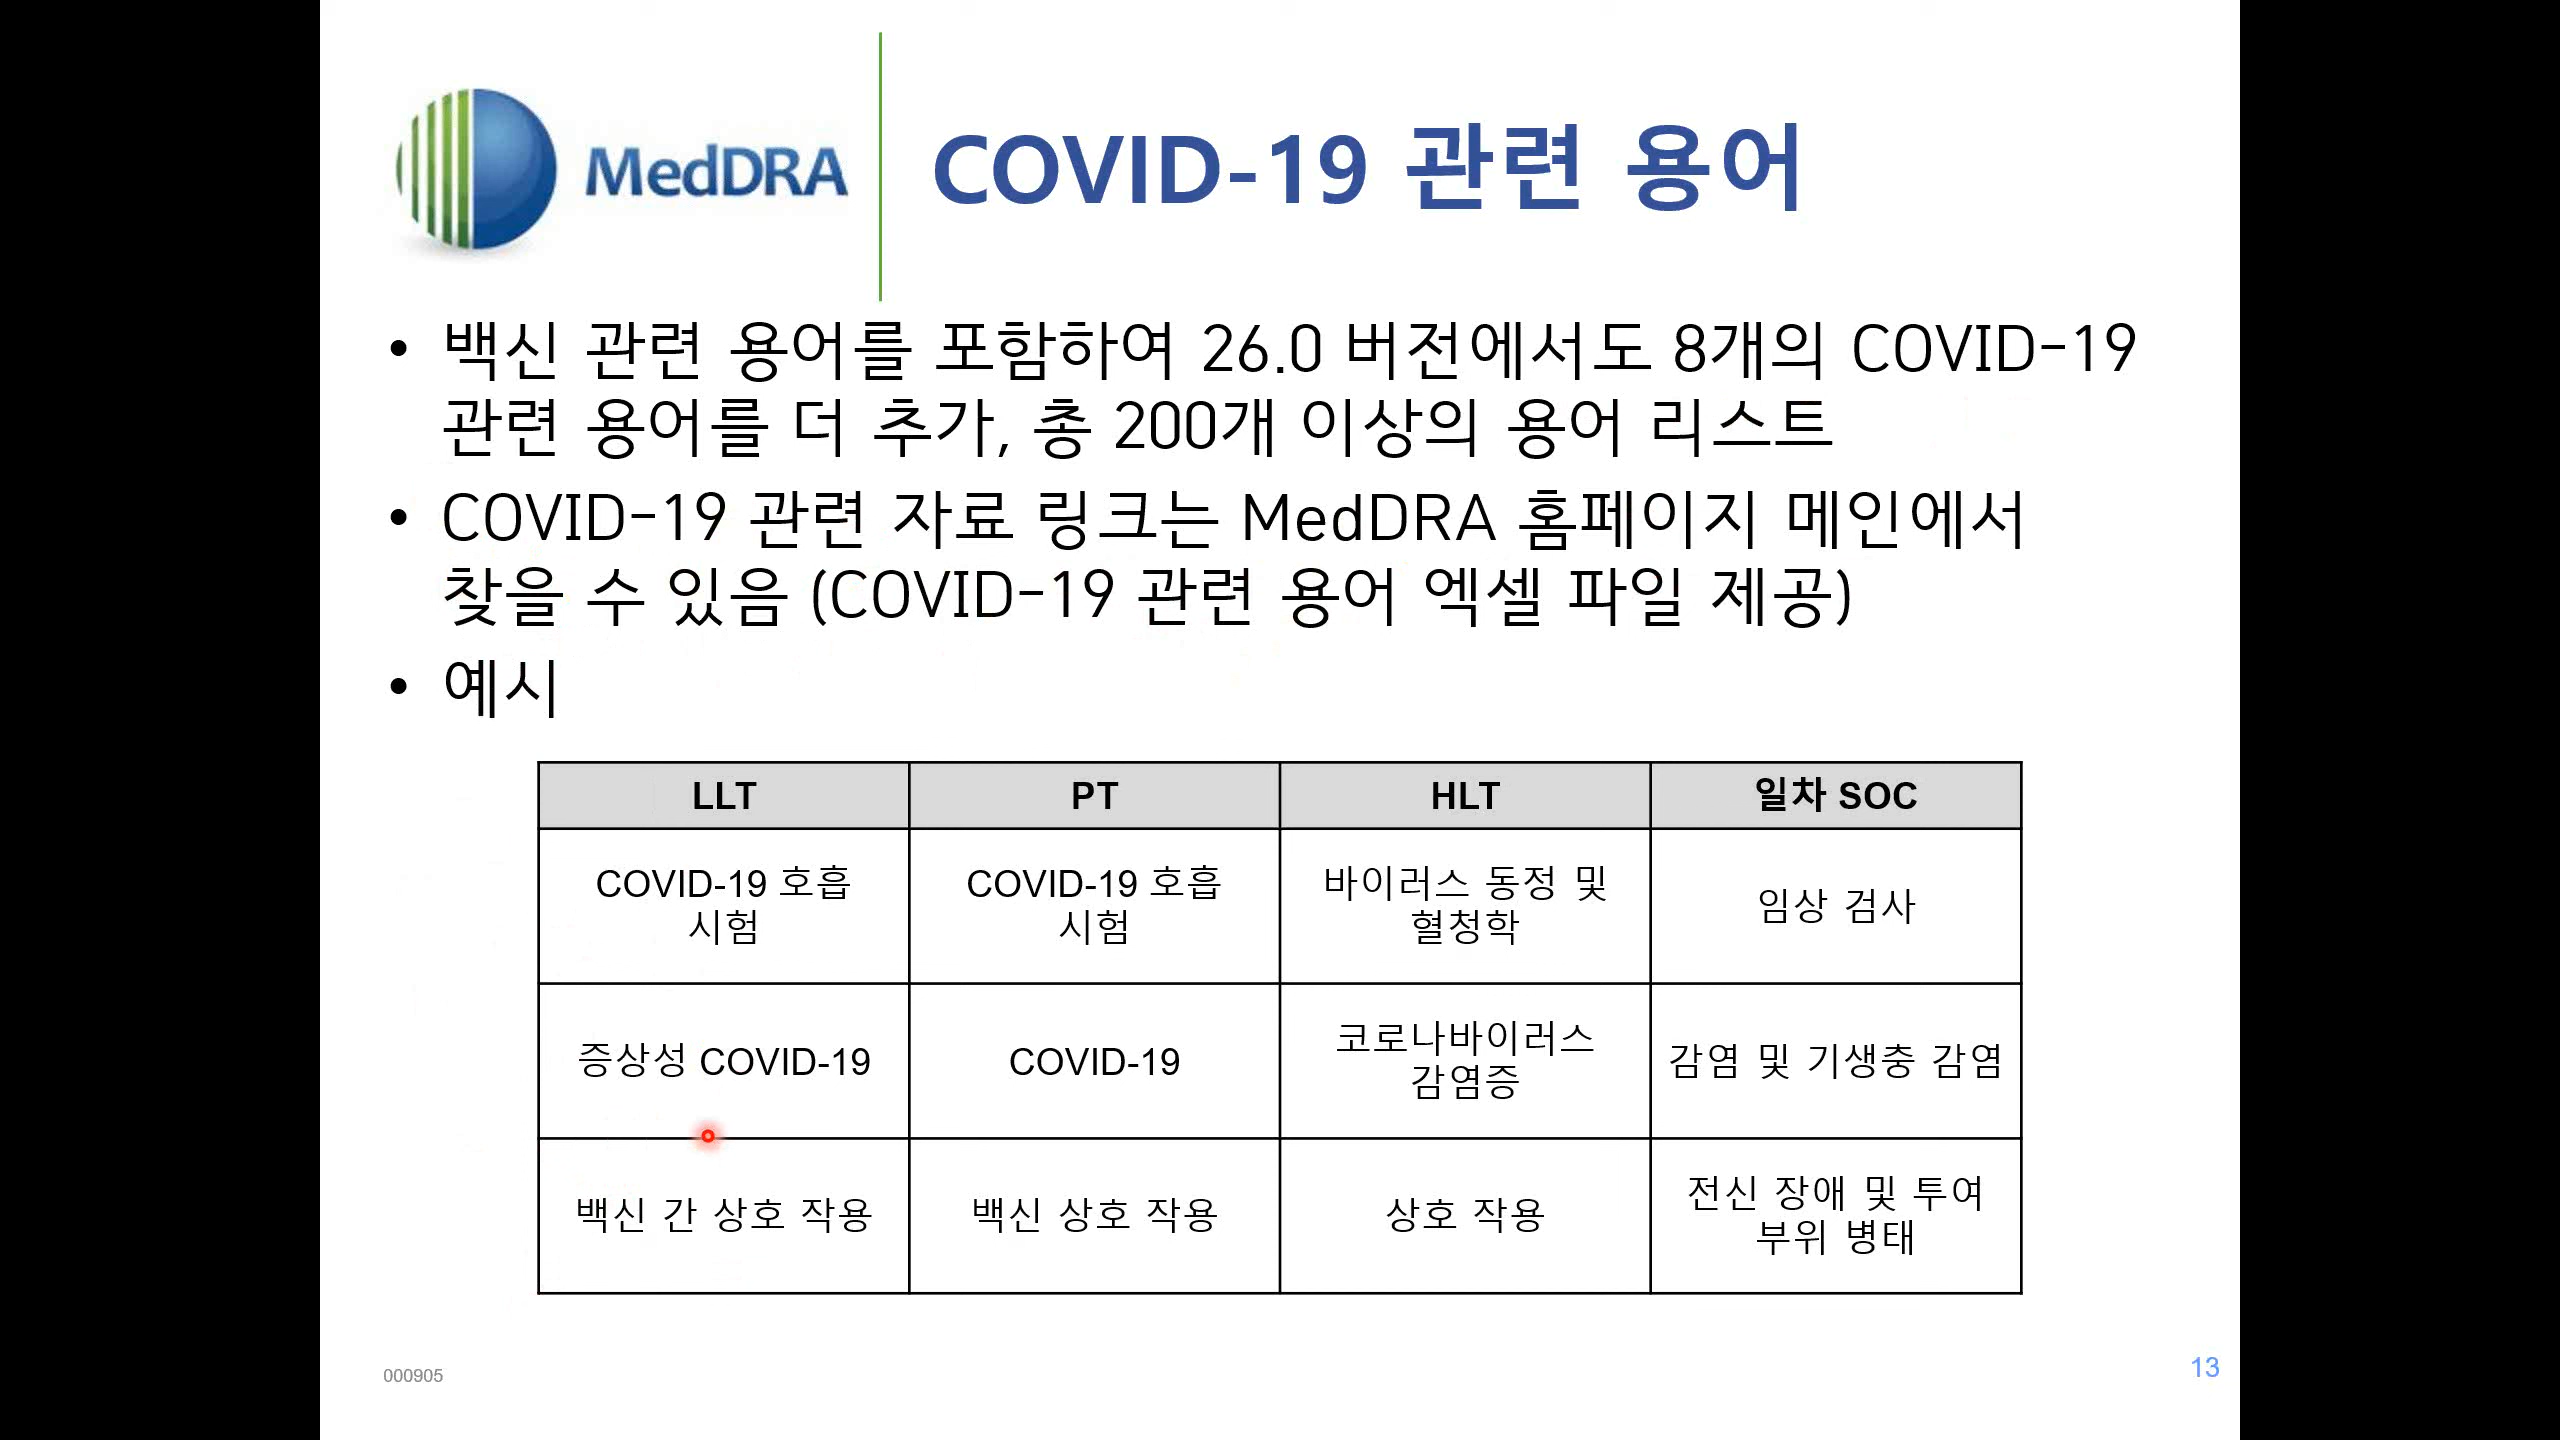 MedDRA
COVID-19 관련 용어
• 백신 관련 용어를 포함하여 26.0 버전에서도 8개의 COVID-19
관련 용어를 더 추가, 총 200개 이상의 용어 리스트
• COVID-19 관련 자료 링크는 MedDRA 홈페이지 메인에서
찾을 수 있음 (COVID-19 관련 용어 엑셀 파일 제공)
• 예시
LLT PT HLT 일차 SOC
COVID-19 호흡
시험
COVID-19 호흡
시험
바이러스 동정 및
혈청학
임상 검사
증상성 COVID-19
COVID-19
코로나바이러스
감염증
감염 및 기생충 감염
백신 간 상호 작용
백신 상호 작용
상호 작용
전신 장애 및 투여
부위 병태
000905
13